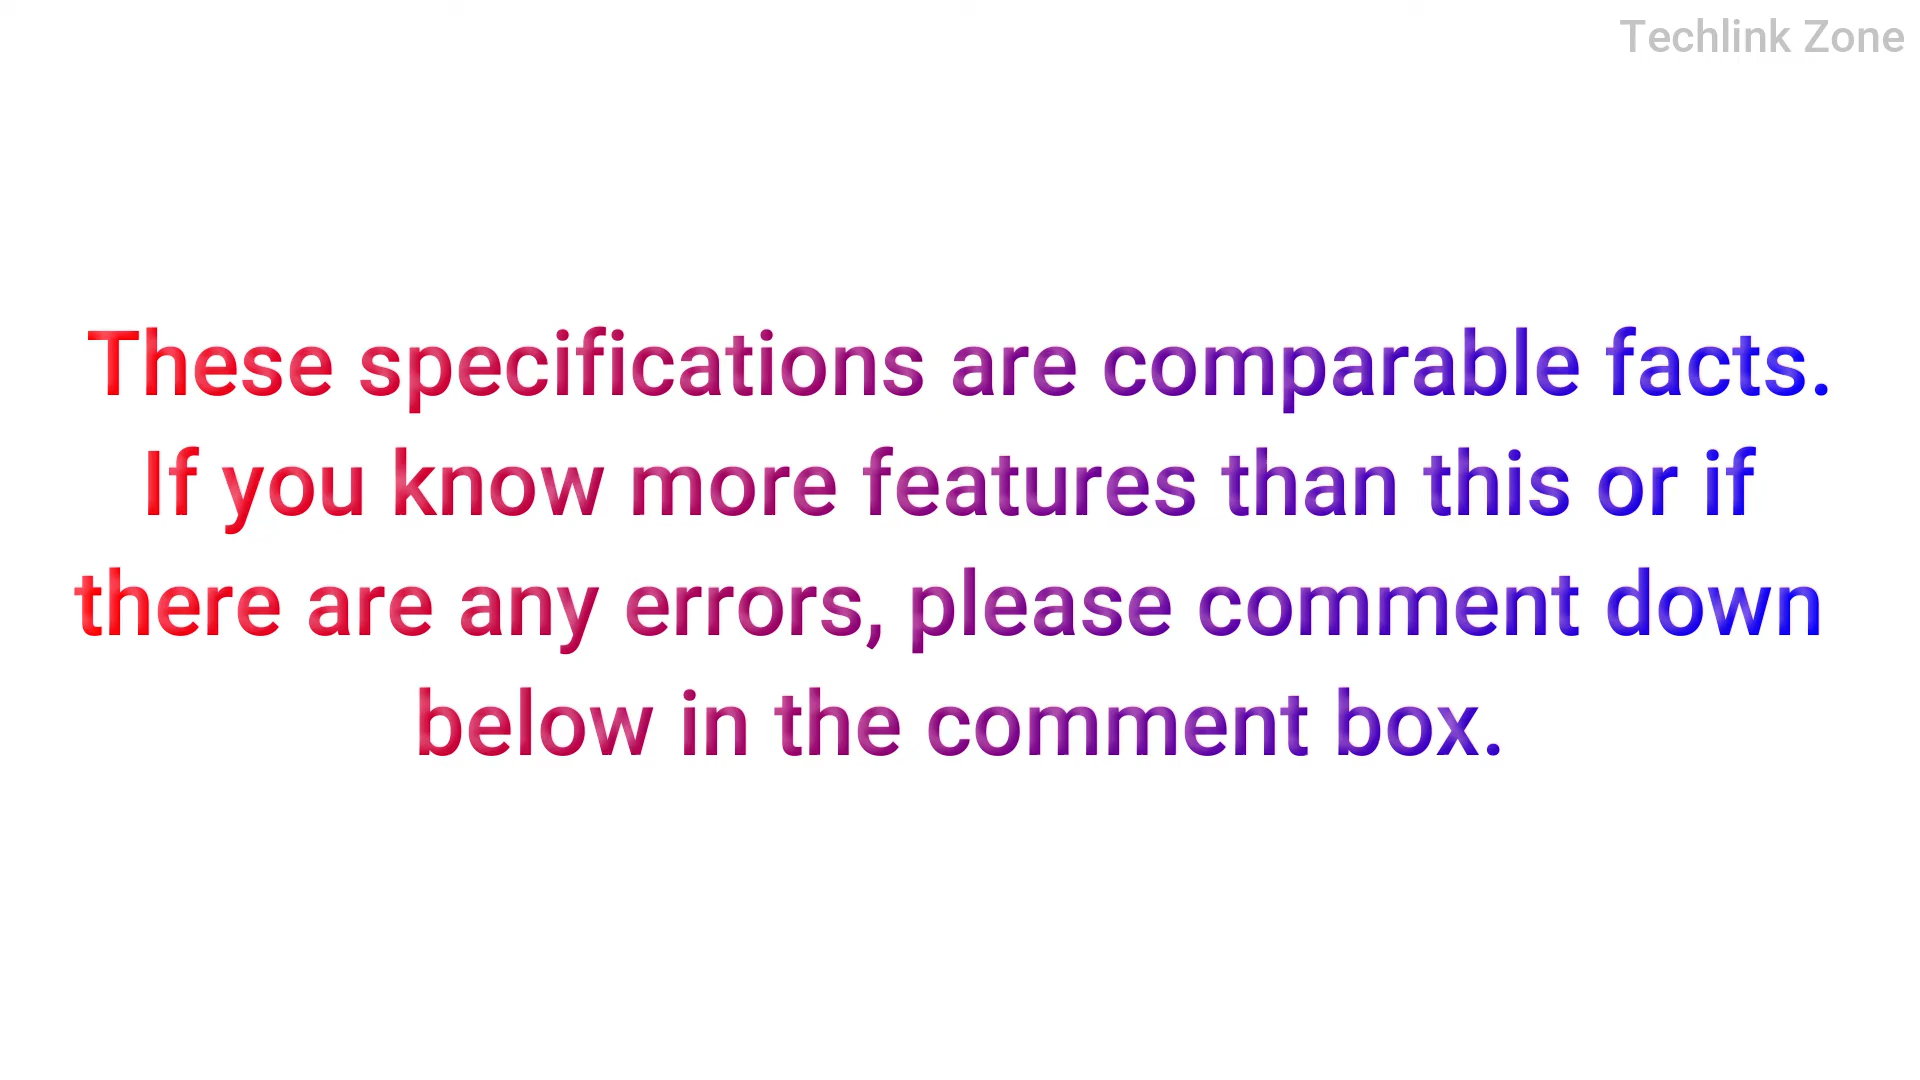 Techlink Zone
These specifications are comparable facts.
If you know more features than this or if
there are any errors, please comment down
below in the comment box.